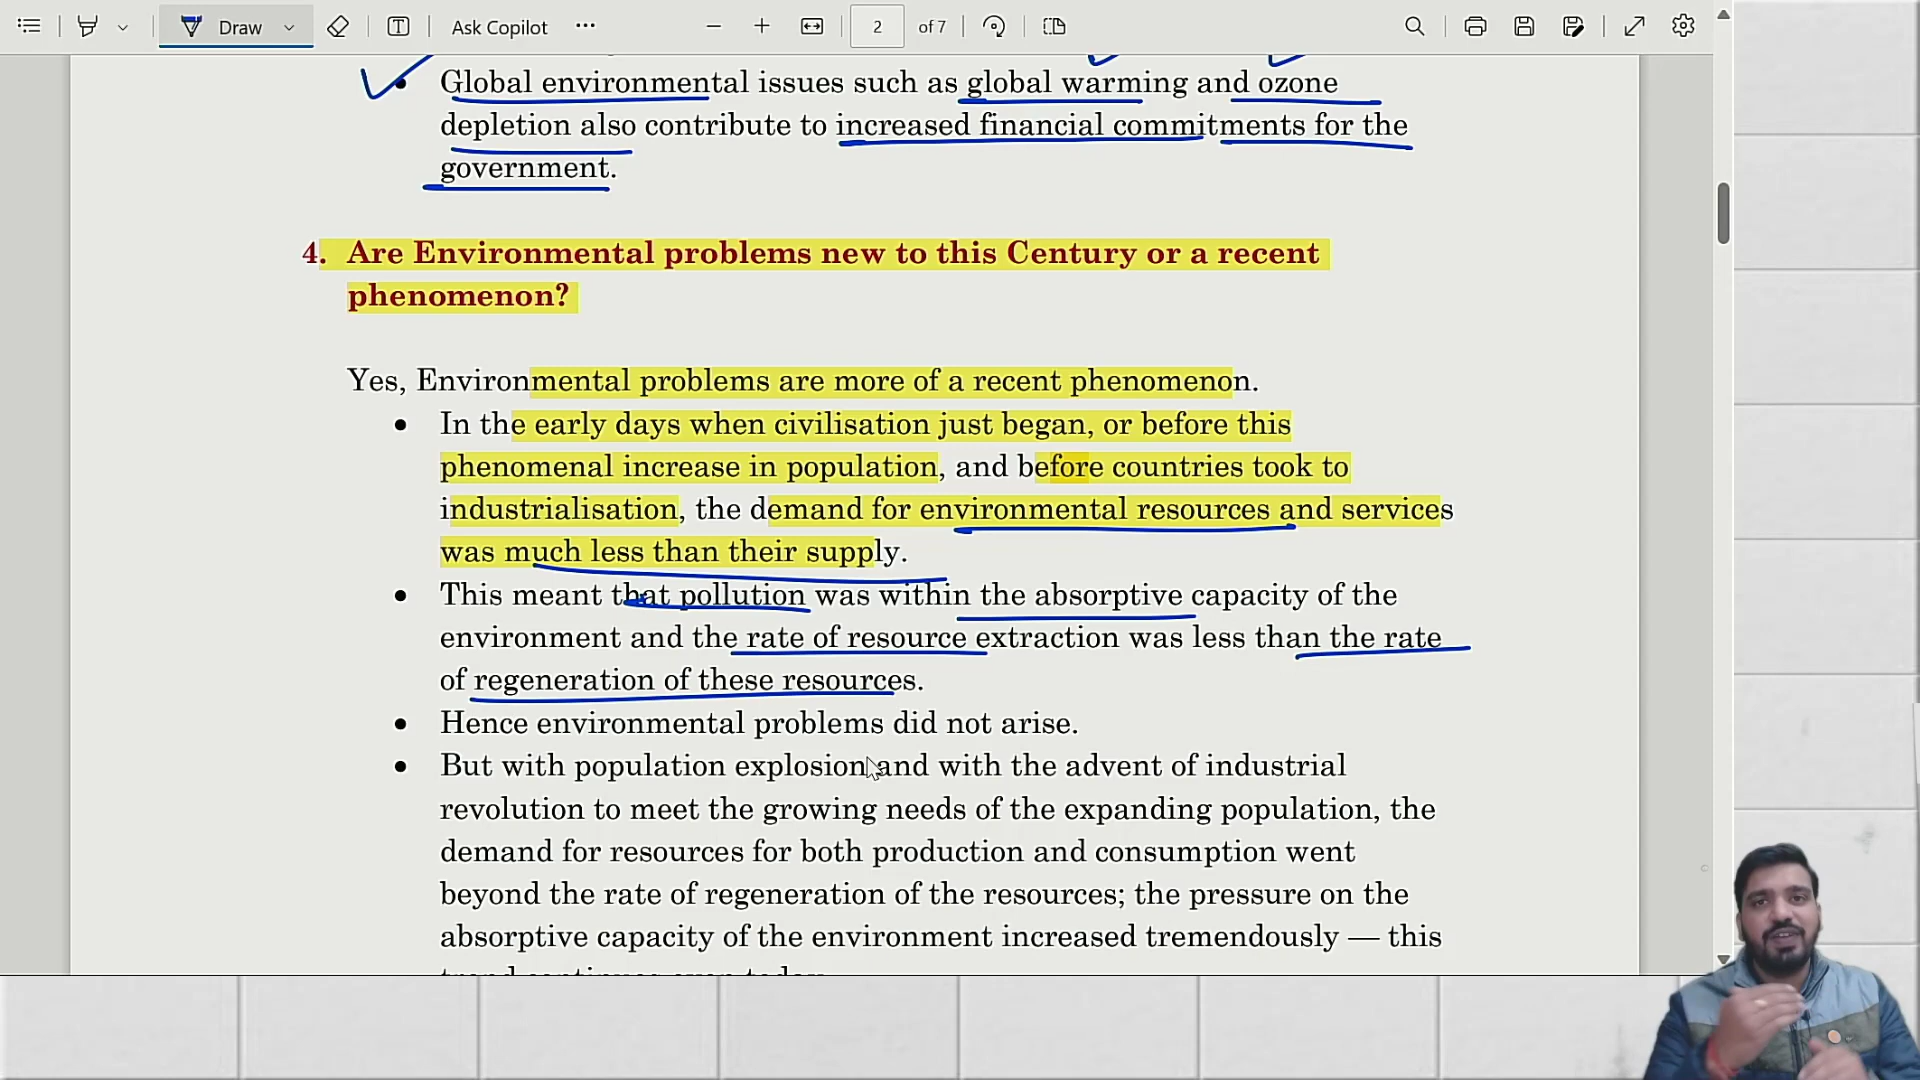 Draw
Ask Copilot
2 of 7
• Global environmental issues such as global warming and ozone
depletion also contribute to increased financial commitments for the
government.
4. Are Environmental problems new to this Century or a recent
phenomenon?
Yes, Environmental problems are more of a recent phenomenon.
• In the early days when civilisation just began, or before this
phenomenal increase in population, and before countries took to
industrialisation, the demand for environmental resources and services
was much less than their supply.
• This meant that pollution was within the absorptive capacity of the
environment and the rate of resource extraction was less than the rate
of regeneration of these resources.
• Hence environmental problems did not arise.
• But with population explosion and with the advent of industrial
revolution to meet the growing needs of the expanding population, the
demand for resources for both production and consumption went
beyond the rate of regeneration of the resources; the pressure on the
absorptive capacity of the environment increased tremendously — this
trend continues even today.